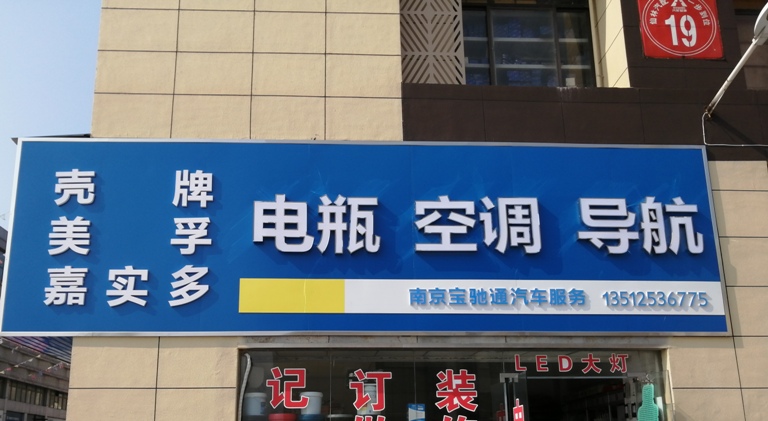 19
壳牌
美孚
嘉实多
电瓶 空调 导航
南京宝驰通汽车服务 13512536775
LED大灯
记 订 装